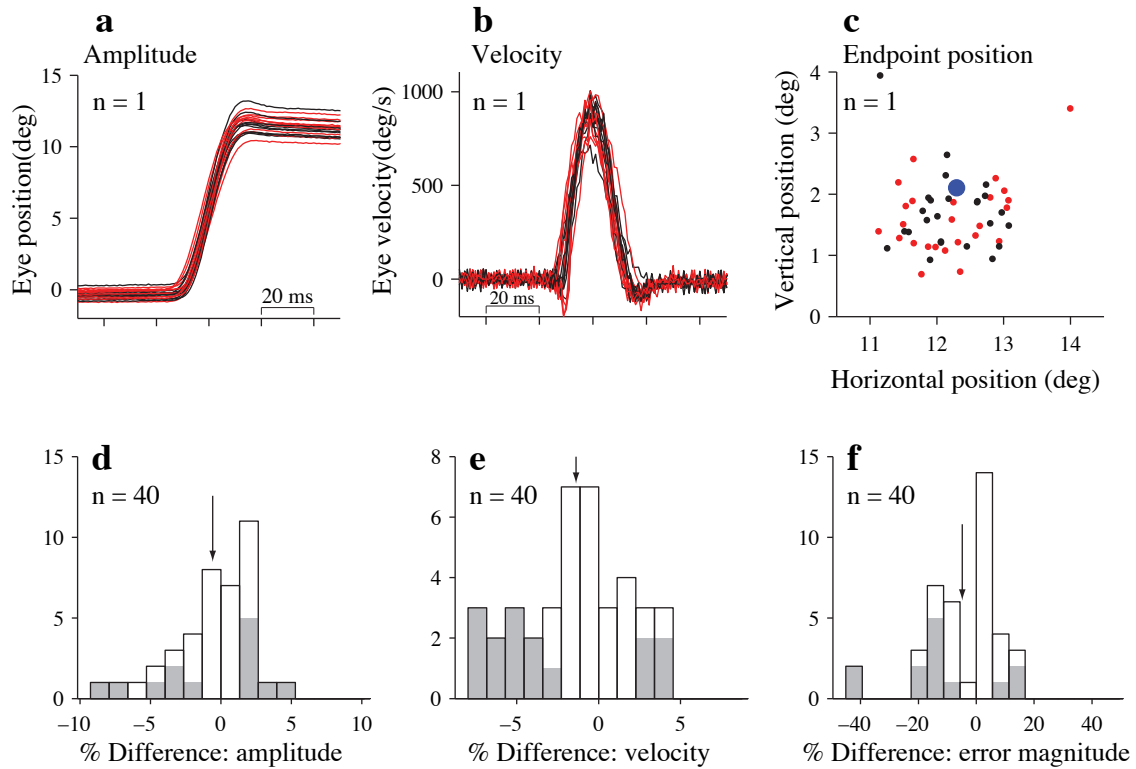 a
Amplitude
n = 1
Eye position(deg)
15
10
5
0
20 ms
b
Velocity
n = 1
Eye velocity(deg/s)
1000
500
0
20 ms
c
Endpoint position
n = 1
Vertical position (deg)
4
3
2
1
0
11 12 13 14
Horizontal position (deg)
d
n = 40
15
10
5
0
−10 −5 0 5 10
% Difference: amplitude
e
n = 40
8
6
4
2
0
−5 0 5
% Difference: velocity
f
n = 40
15
10
5
0
−40 −20 0 20 40
% Difference: error magnitude